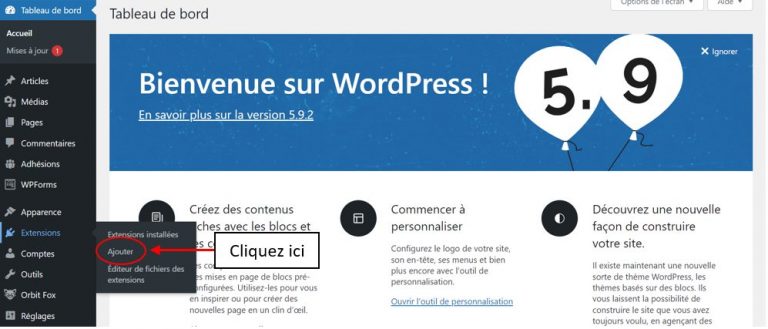 Tableau de bord
Options de l'écran
Aide
Tableau de bord
Accueil
Mises à jour 1
Articles
Médias
Pages
Commentaires
Adhésions
WPForms
Apparence
Extensions
Comptes
Outils
Orbit Fox
Réglages
Extensions installées
Ajouter
Éditeur de fichiers des
extensions
Cliquez ici
Ignorer
Bienvenue sur WordPress !
En savoir plus sur la version 5.9.2
5.9
Créez des contenus
ches avec les blocs et
es co
es
es mises en page de blocs pré-
onfigurées. Utilisez-les pour vous
en inspirer ou pour créer des
nouvelles page en un clin d'œil.
Commencer à
personnaliser
Configurez le logo de votre site,
son en-tête, ses menus et bien
plus encore avec l'outil de
personnalisation.
Ouvrir l'outil de personnalisation
Découvrez une nouvelle
façon de construire
votre site.
Il existe maintenant une nouvelle
sorte de thème WordPress, les
thèmes basés sur des blocs. Ils
vous laissent la possibilité de
construire le site que vous avez
toujours voulu, en agençant des